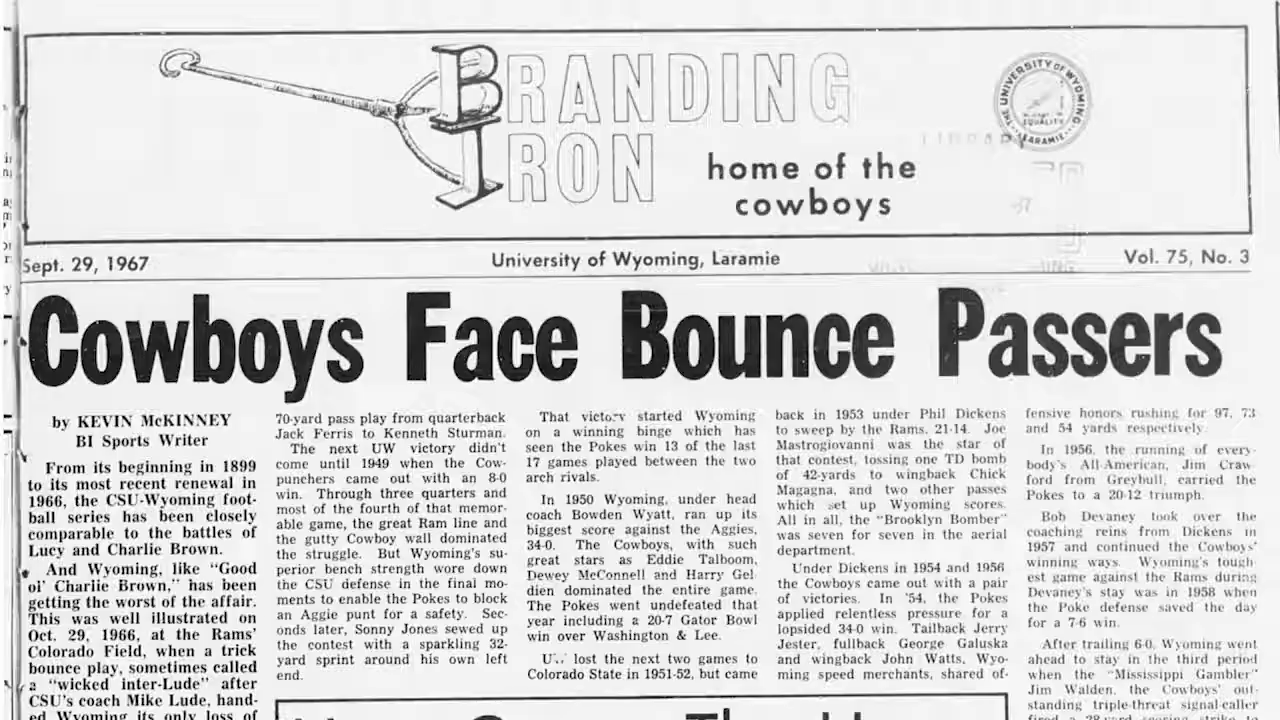 BRANDING
IRON
home of the
cowboys
THE UNIVERSITY OF WYOMING
EQUALITY
LARAMIE
LIBRARY
Sept. 29, 1967
University of Wyoming, Laramie
Vol. 75, No. 3
Cowboys Face Bounce Passers
by KEVIN McKINNEY
BI Sports Writer
From its beginning in 1899
to its most recent renewal in
1966, the CSU-Wyoming foot-
ball series has been closely
comparable to the battles of
Lucy and Charlie Brown.
And Wyoming, like "Good
ol' Charlie Brown," has been
getting the worst of the affair.
This was well illustrated on
Oct. 29, 1966, at the Rams'
Colorado Field, when a trick
bounce play, sometimes called
a "wicked inter-Lude" after
CSU's coach Mike Lude, hand-
ed Wyoming its only loss of
70-yard pass play from quarterback
Jack Ferris to Kenneth Sturman.
The next UW victory didn't
come until 1949 when the Cow-
punchers came out with an 8-0
win. Through three quarters and
most of the fourth of that memor-
able game, the great Ram line and
the gutty Cowboy wall dominated
the struggle. But Wyoming's su-
perior bench strength wore down
the CSU defense in the final mo-
ments to enable the Pokes to block
an Aggie punt for a safety. Sec-
onds later, Sonny Jones sewed up
the contest with a sparkling 32-
yard sprint around his own left
end.
That victory started Wyoming
on a winning binge which has
seen the Pokes win 13 of the last
17 games played between the two
arch rivals.
In 1950 Wyoming, under head
coach Bowden Wyatt, ran up its
biggest score against the Aggies,
34-0. The Cowboys, with such
great stars as Eddie Talboom,
Dewey McConnell and Harry Gel
dien dominated the entire game.
The Pokes went undefeated that
year including a 20-7 Gator Bowl
win over Washington & Lee.
lost the next two games to
Colorado State in 1951-52, but came
back in 1953 under Phil Dickens
to sweep by the Rams, 21-14. Joe
Mastrogiovanni was the star of
that contest, tossing one TD bomb
of 42-yards to wingback Chick
Magagna, and two other passes
which set up Wyoming scores.
All in all, the "Brooklyn Bomber"
was seven for seven in the aerial
department.
Under Dickens in 1954 and 1956
the Cowboys came out with a pair
of victories. In '54, the Pokes
applied relentless pressure for a
lopsided 34-0 win. Tailback Jerry
Jester, fullback George Galuska
and wingback John Watts, Wyo-
ming speed merchants, shared of-
fensive honors rushing for 97, 73
and 54 yards respectively.
In 1956, the running of every-
body's All-American, Jim Craw
ford from Greybull, carried the
Pokes to a 20-12 triumph.
Bob Devaney took over the
coaching reins from Dickens in
1957 and continued the Cowboys'
winning ways. Wyoming's tough
est game against the Rams during
Devaney's stay was in 1958 when
the Poke defense saved the day
for a 7-6 win.
After trailing 6-0, Wyoming went
ahead to stay in the third period
when the "Mississippi Gambler"
Jim Walden, the Cowboys' out-
standing triple-threat signal-caller